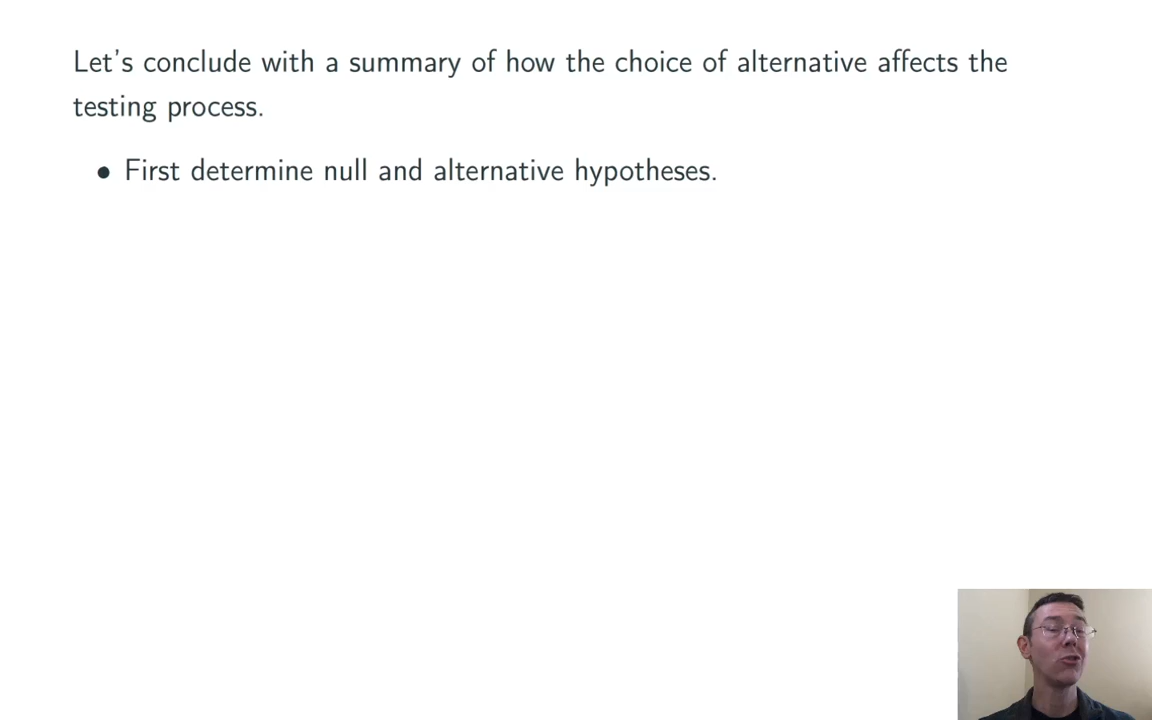 Let's conclude with a summary of how the choice of alternative affects the
testing process.
• First determine null and alternative hypotheses.